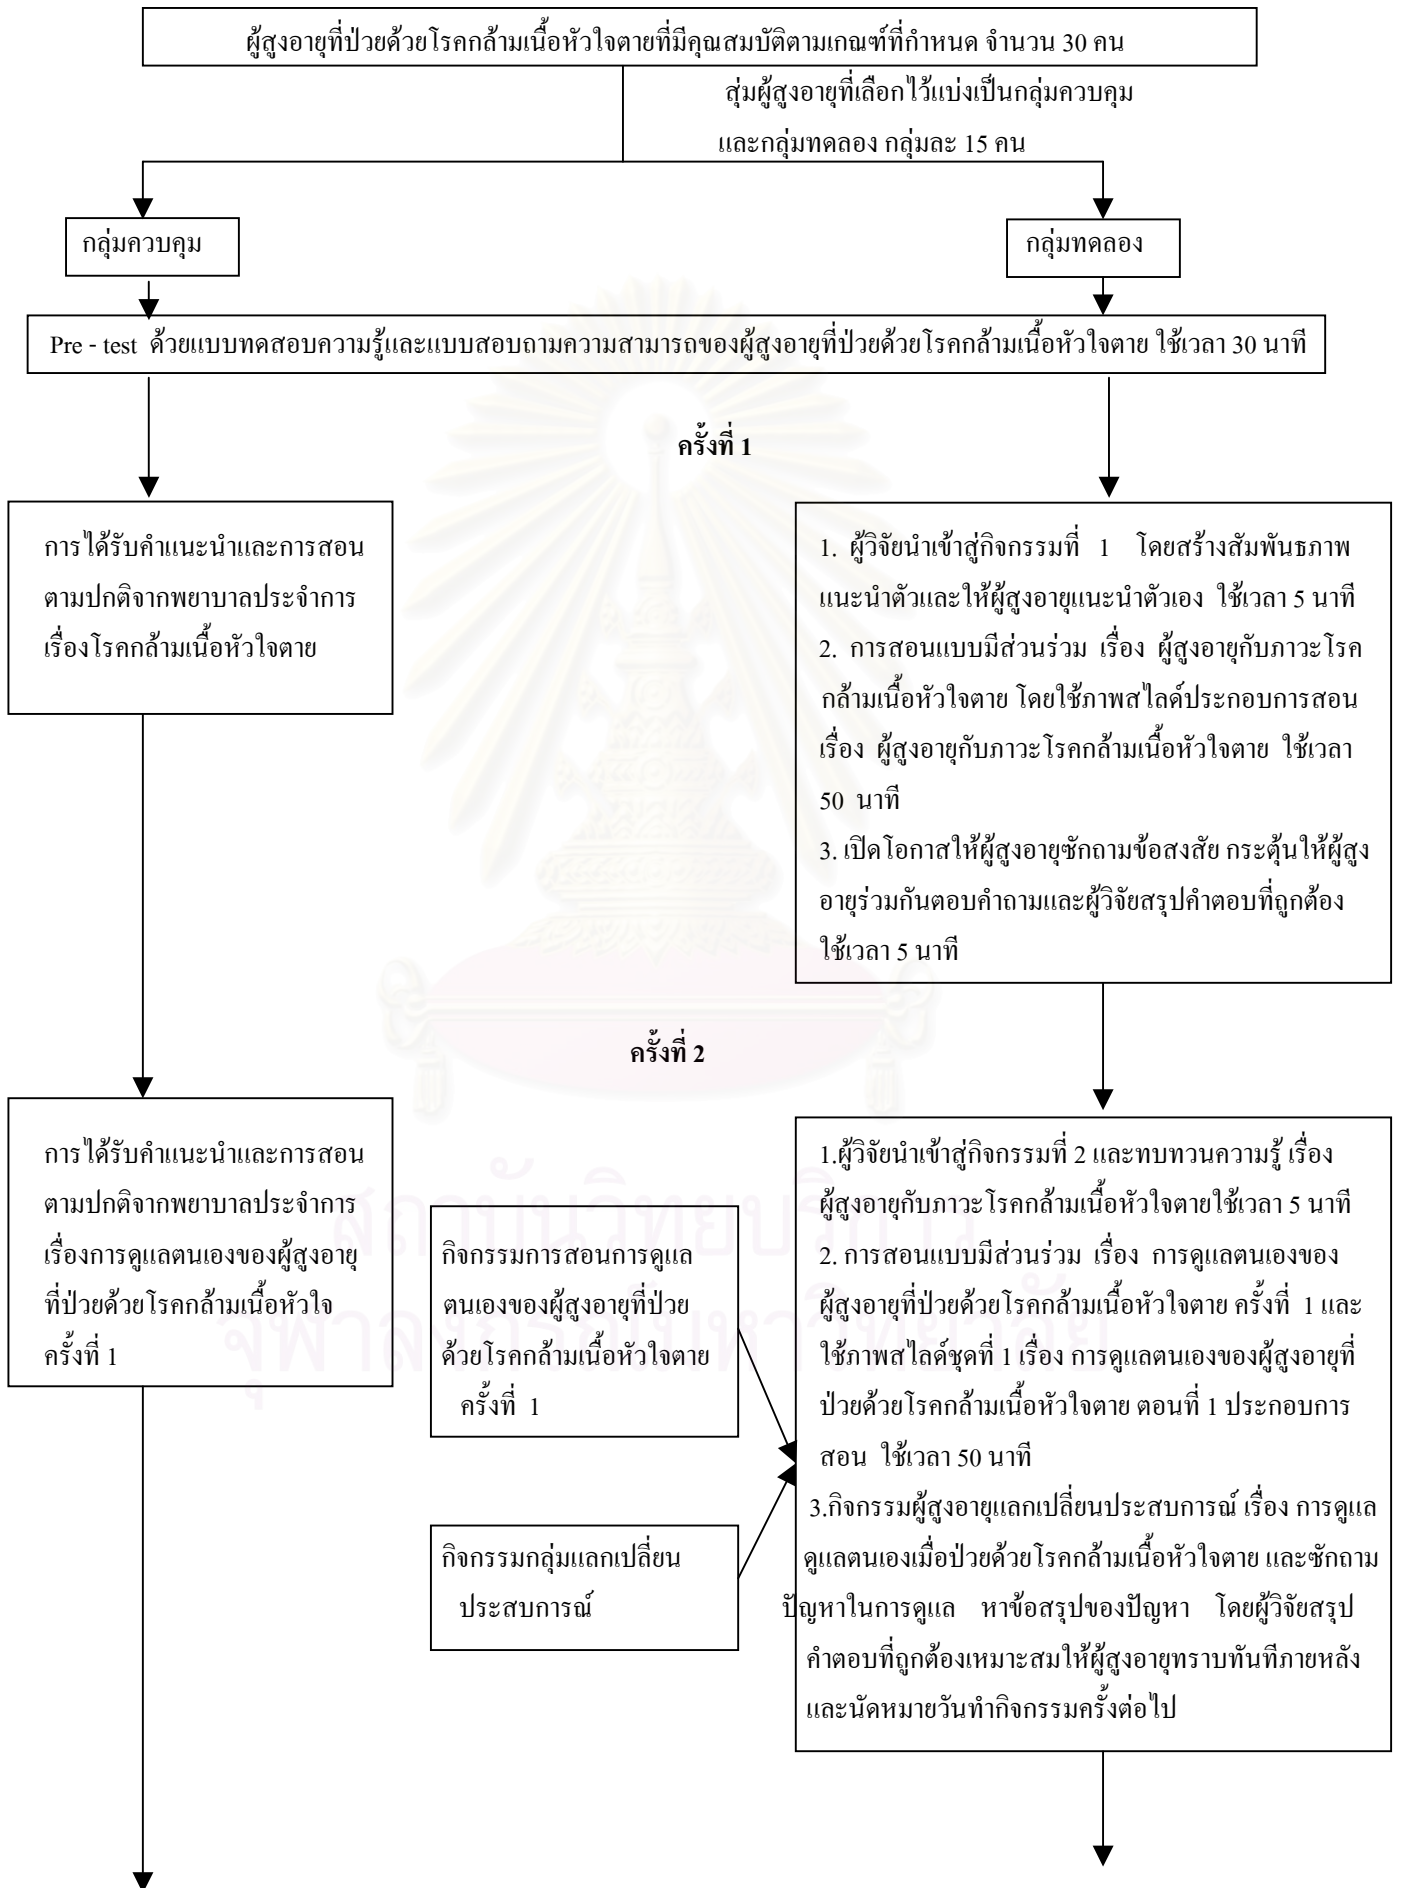 ผู้สูงอายุที่ป่วยด้วยโรคกล้ามเนื้อหัวใจตายที่มีคุณสมบัติตามเกณฑ์ที่กำหนด จำนวน 30 คน
สุ่มผู้สูงอายุที่เลือกไว้แบ่งเป็นกลุ่มควบคุม
และกลุ่มทดลอง กลุ่มละ 15 คน
กลุ่มควบคุม
กลุ่มทดลอง
Pre - test ด้วยแบบทดสอบความรู้และแบบสอบถามความสามารถของผู้สูงอายุที่ป่วยด้วยโรคกล้ามเนื้อหัวใจตาย ใช้เวลา 30 นาที
ครั้งที่ 1
การได้รับคำแนะนำและการสอน
ตามปกติจากพยาบาลประจำการ
เรื่องโรคกล้ามเนื้อหัวใจตาย
1. ผู้วิจัยนำเข้าสู่กิจกรรมที่ 1 โดยสร้างสัมพันธภาพ
แนะนำตัวและให้ผู้สูงอายุแนะนำตัวเอง ใช้เวลา 5 นาที
2. การสอนแบบมีส่วนร่วม เรื่อง ผู้สูงอายุกับภาวะโรค
กล้ามเนื้อหัวใจตาย โดยใช้ภาพสไลด์ประกอบการสอน
เรื่อง ผู้สูงอายุกับภาวะโรคกล้ามเนื้อหัวใจตาย ใช้เวลา
50 นาที
3. เปิดโอกาสให้ผู้สูงอายุซักถามข้อสงสัย กระตุ้นให้ผู้สูง
อายุร่วมกันตอบคำถามและผู้วิจัยสรุปคำตอบที่ถูกต้อง
ใช้เวลา 5 นาที
ครั้งที่ 2
การได้รับคำแนะนำและการสอน
ตามปกติจากพยาบาลประจำการ
เรื่องการดูแลตนเองของผู้สูงอายุ
ที่ป่วยด้วยโรคกล้ามเนื้อหัวใจ
ครั้งที่ 1
กิจกรรมการสอนการดูแล
ตนเองของผู้สูงอายุที่ป่วย
ด้วยโรคกล้ามเนื้อหัวใจตาย
ครั้งที่ 1
กิจกรรมกลุ่มแลกเปลี่ยน
ประสบการณ์
1.ผู้วิจัยนำเข้าสู่กิจกรรมที่ 2 และทบทวนความรู้ เรื่อง
ผู้สูงอายุกับภาวะโรคกล้ามเนื้อหัวใจตายใช้เวลา 5 นาที
2. การสอนแบบมีส่วนร่วม เรื่อง การดูแลตนเองของ
ผู้สูงอายุที่ป่วยด้วยโรคกล้ามเนื้อหัวใจตาย ครั้งที่ 1 และ
ใช้ภาพสไลด์ชุดที่ 1 เรื่อง การดูแลตนเองของผู้สูงอายุที่
ป่วยด้วยโรคกล้ามเนื้อหัวใจตาย ตอนที่ 1 ประกอบการ
สอน ใช้เวลา 50 นาที
3.กิจกรรมผู้สูงอายุแลกเปลี่ยนประสบการณ์ เรื่อง การดูแล
ดูแลตนเองเมื่อป่วยด้วยโรคกล้ามเนื้อหัวใจตาย และซักถาม
ปัญหาในการดูแล หาข้อสรุปของปัญหา โดยผู้วิจัยสรุป
คำตอบที่ถูกต้องเหมาะสมให้ผู้สูงอายุทราบทันทีภายหลัง
และนัดหมายวันทำกิจกรรมครั้งต่อไป
สถาบันวิทยบริการ
จุฬาลงกรณ์มหาวิทยาลัย